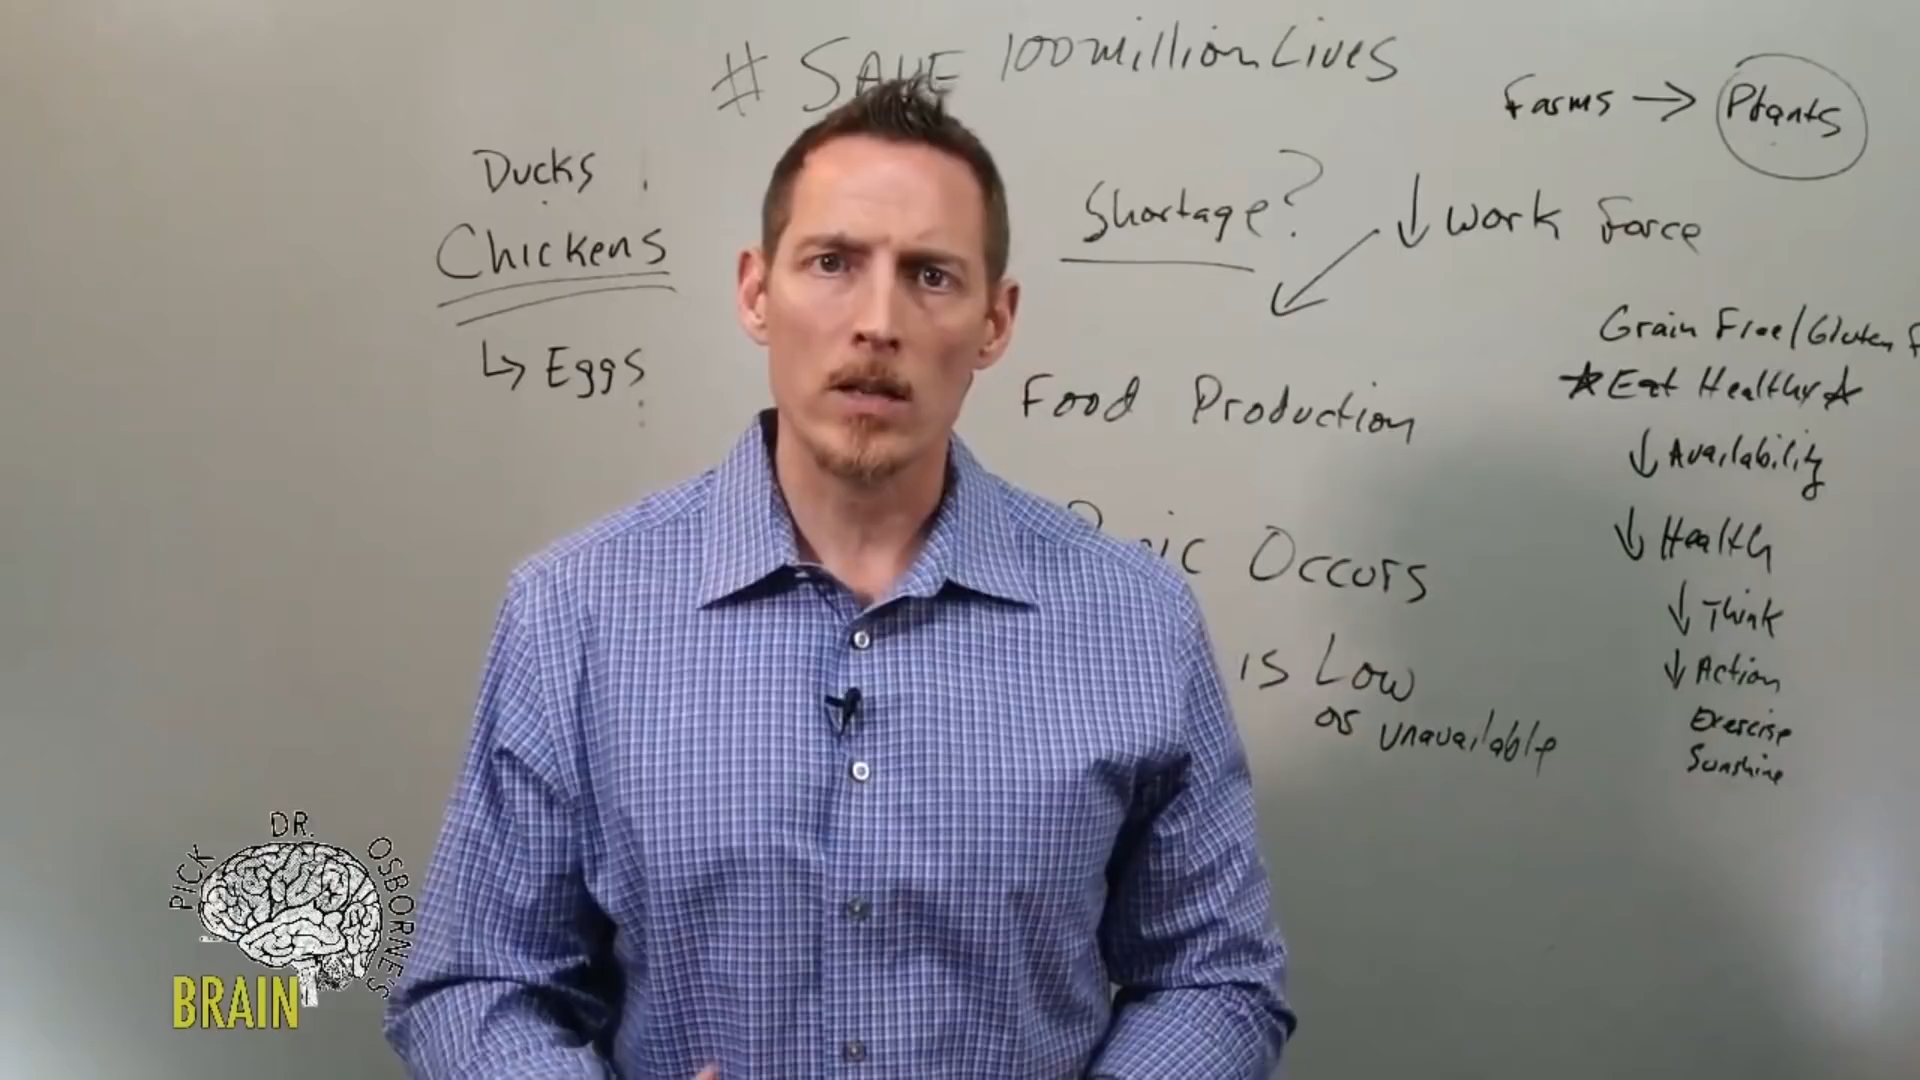 # SAVE 100 million Lives
Farms → Plants
Ducks
Chickens
↳ Eggs
Shortage?
↓ Work Force
Food Production
Occurs
is Low
or unavailable
Grain Free/Gluten F
★ Eat Healthy ★
↓ Availability
↓ Health
↓ Think
↓ Action
Exercise
Sunshine
PICK DR. OSBORNE'S
BRAIN